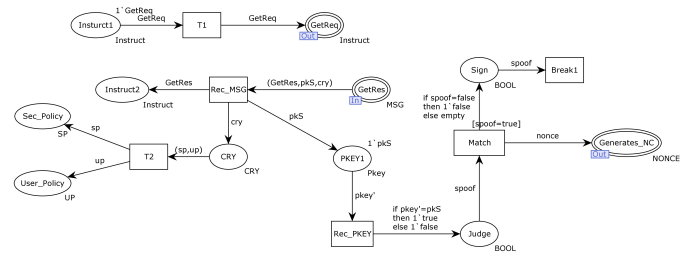 1`GetReq
GetReq
GetReq
Insturct1
T1
GetReq
Out
Instruct
Instruct
Sign
spoof
Break1
BOOL
GetRes
(GetRes,pkS,cry)
Instruct2
Rec_MSG
GetRes
In
Instruct
MSG
if spoof=false
then 1`false
else empty
Sec_Policy
SP
sp
cry
pkS
[spoof=true]
nonce
Match
Generates_NC
Out
NONCE
1`pkS
(sp,up)
T2
CRY
CRY
PKEY1
Pkey
up
User_Policy
UP
pkey'
spoof
if pkey'=pkS
then 1`true
else 1`false
Rec_PKEY
Judge
BOOL